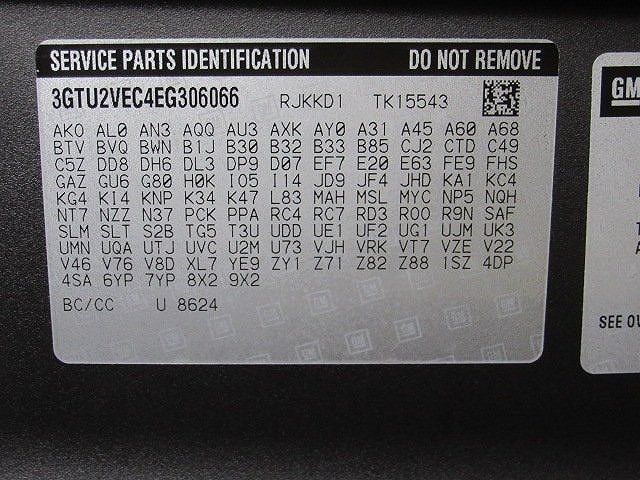 SERVICE PARTS IDENTIFICATION DO NOT REMOVE
3GTU2VEC4EG306066 RJKKD1 TK15543
AKO AL0 AN3 AQQ AU3 AXK AY0 A31 A45 A60 A68
BTV BVQ BWN B1J B30 B32 B33 B85 CJ2 CTD C49
C5Z DD8 DH6 DL3 DP9 D07 EF7 E20 E63 FE9 FHS
GAZ GU6 G80 H0K I05 I14 JD9 JF4 JHD KA1 KC4
KG4 KI4 KNP K34 K47 L83 MAH MSL MYC NP5 NQH
NT7 NZZ N37 PCK PPA RC4 RC7 RD3 R00 R9N SAF
SLM SLT S2B TG5 T3U UDD UE1 UF2 UG1 UJM UK3
UMN UQA UTJ UVC U2M U73 VJH VRK VT7 VZE V22
V46 V76 V8D XL7 YE9 ZY1 Z71 Z82 Z88 1SZ 4DP
4SA 6YP 7YP 8X2 9X2
BC/CC U 8624
GM
SEE